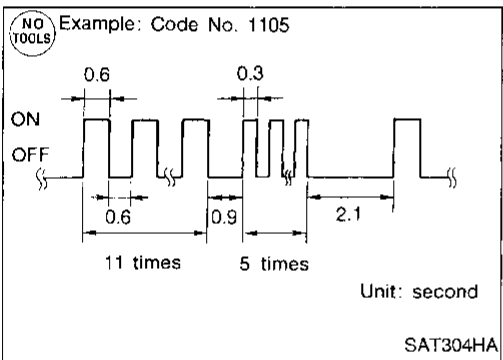 NO TOOLS
Example: Code No. 1105
0.6
0.3
ON
OFF
0.6
0.9
2.1
11 times
5 times
Unit: second
SAT304HA